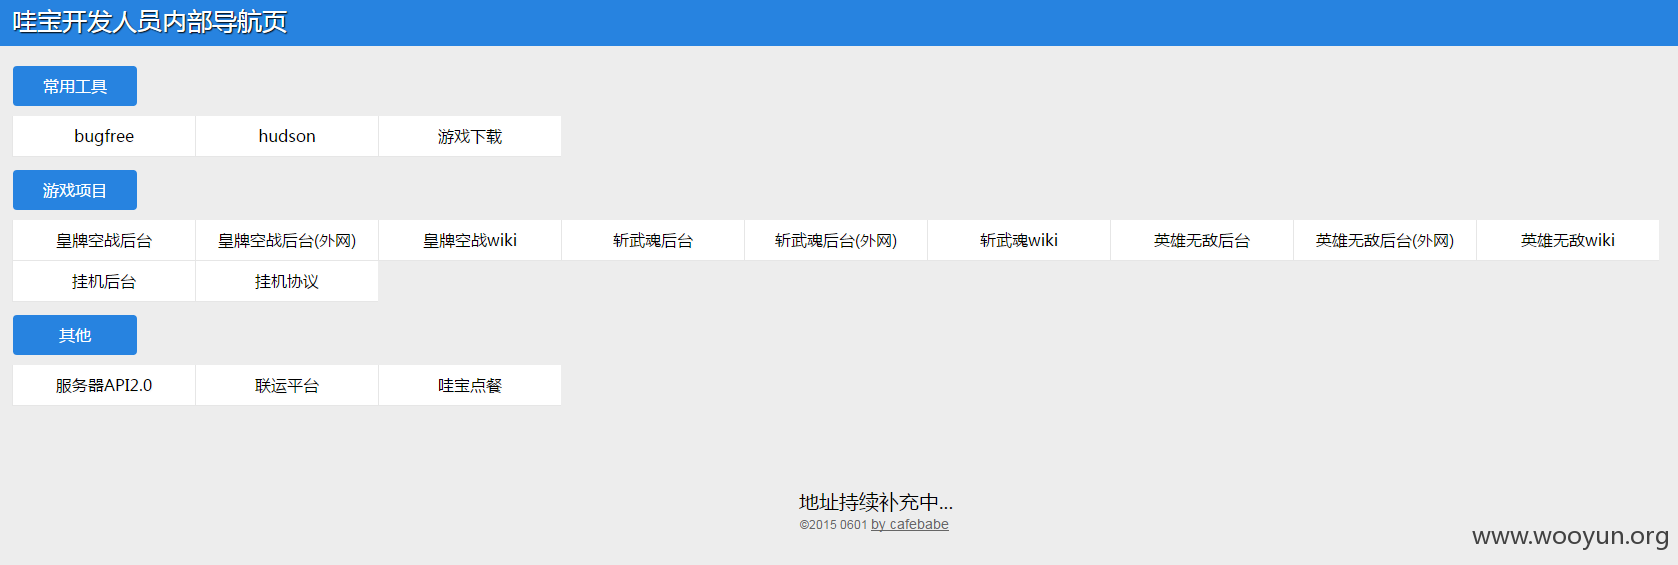 哇宝开发人员内部导航页
常用工具
bugfree hudson 游戏下载
游戏项目
皇牌空战后台 皇牌空战后台(外网) 皇牌空战wiki 斩武魂后台 斩武魂后台(外网) 斩武魂wiki 英雄无敌后台 英雄无敌后台(外网) 英雄无敌wiki
挂机后台 挂机协议
其他
服务器API2.0 联运平台 哇宝点餐
地址持续补充中...
©2015 0601 by cafebabe
www.wooyun.org